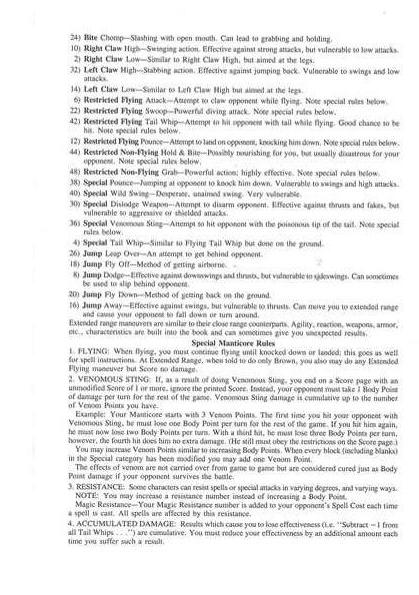 24) Bite Chomp—Slashing with open mouth. Can lead to grabbing and holding.
10) Right Claw High—Swinging action. Effective against strong attacks, but vulnerable to low attacks.
2) Right Claw Low—Similar to Right Claw High, but aimed at the legs.
32) Left Claw High—Stabbing action. Effective against jumping back. Vulnerable to swings and low
attacks.
14) Left Claw Low—Similar to Left Claw High but aimed at the legs.
6) Restricted Flying Attack—Attempt to claw opponent while flying. Note special rules below.
22) Restricted Flying Swoop—Powerful diving attack. Note special rules below.
42) Restricted Flying Tail Whip—Attempt to hit opponent with tail while flying. Good chance to be
hit. Note special rules below.
12) Restricted Flying Pounce—Attempt to land on opponent, knocking him down. Note special rules below.
44) Restricted Non-Flying Hold & Bite—Possibly nourishing for you, but usually disastrous for your
opponent. Note special rules below.
48) Restricted Non-Flying Grab—Powerful action; highly effective. Note special rules below.
38) Special Pounce—Jumping at opponent to knock him down. Vulnerable to swings and high attacks.
40) Special Wild Swing—Desperate, unaimed swing. Very vulnerable.
30) Special Dislodge Weapon—Attempt to disarm opponent. Effective against thrusts and fakes, but
vulnerable to aggressive or shielded attacks.
36) Special Venomous Sting—Attempt to hit opponent with the poisonous tip of the tail. Note special
rules below.
4) Special Tail Whip—Similar to Flying Tail Whip but done on the ground.
26) Jump Leap Over—An attempt to get behind opponent.
18) Jump Fly Off—Method of getting airborne.
8) Jump Dodge—Effective against downswings and thrusts, but vulnerable to sideswings. Can sometimes
be used to slip behind opponent.
20) Jump Fly Down—Method of getting back on the ground.
16) Jump Away—Effective against swings, but vulnerable to thrusts. Can move you to extended range
and cause your opponent to fall down or turn around.
Extended range maneuvers are similar to their close range counterparts. Agility, reaction, weapons, armor,
etc., characteristics are built into the book and can sometimes give you unexpected results.
Special Manticore Rules
1. FLYING: When flying, you must continue flying until knocked down or landed; this goes as well
for spell instructions. At Extended Range, when told to do only Brown, you may also do any Extended
Flying maneuver but Score no damage.
2. VENOMOUS STING: If, as a result of doing Venomous Sting, you end on a Score page with an
unmodified Score of 1 or more, ignore the printed Score. Instead, your opponent must take 1 Body Point
of damage per turn for the rest of the game. Venomous Sting damage is cumulative up to the number
of Venom Points you have.
Example: Your Manticore starts with 3 Venom Points. The first time you hit your opponent with
Venomous Sting, he must lose one Body Point per turn for the rest of the game. If you hit him again,
he must now lose two Body Points per turn. With a third hit, he must lose three Body Points per turn,
however, the fourth hit does him no extra damage. (He still must obey the restrictions on the Score page.)
You may increase Venom Points similar to increasing Body Points. When every block (including blanks)
in the Special category has been modified you may add one Venom Point.
The effects of venom are not carried over from game to game but are considered cured just as Body
Point damage if your opponent survives the battle.
3. RESISTANCE: Some characters can resist spells or special attacks in varying degrees, and varying ways.
NOTE: You may increase a resistance number instead of increasing a Body Point.
Magic Resistance—Your Magic Resistance number is added to your opponent's Spell Cost each time
a spell is cast. All spells are affected by this resistance.
4. ACCUMULATED DAMAGE: Results which cause you to lose effectiveness (i.e. "Subtract −1 from
all Tail Whips . . .") are cumulative. You must reduce your effectiveness by an additional amount each
time you suffer such a result.